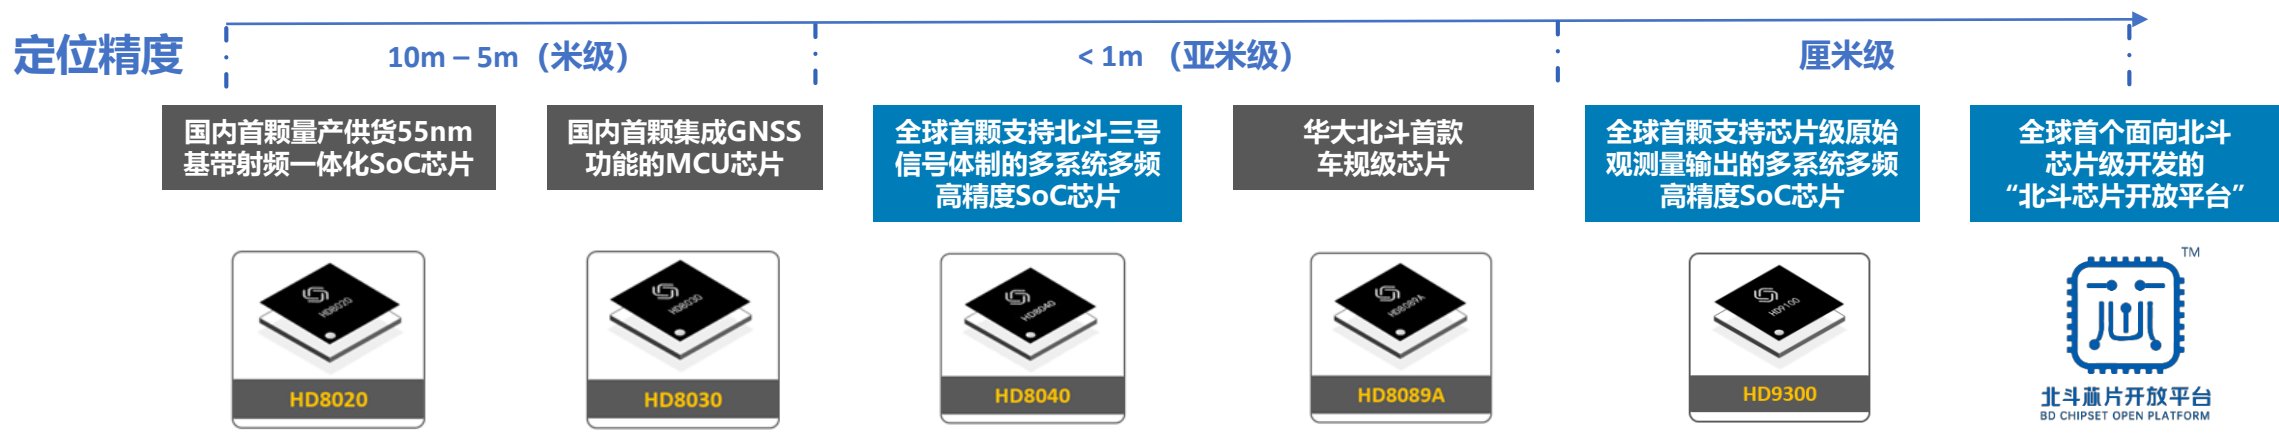 定位精度
10m – 5m（米级）
< 1m （亚米级）
厘米级
国内首颗量产供货55nm
基带射频一体化SoC芯片
国内首颗集成GNSS
功能的MCU芯片
全球首颗支持北斗三号
信号体制的多系统多频
高精度SoC芯片
华大北斗首款
车规级芯片
全球首颗支持芯片级原始
观测量输出的多系统多频
高精度SoC芯片
全球首个面向北斗
芯片级开发的
“北斗芯片开放平台”
HD8020
HD8020
HD8030
HD8030
HD8040
HD8040
HD8089A
HD8089A
HD9100
HD9300
TM
北斗芯片开放平台
BD CHIPSET OPEN PLATFORM